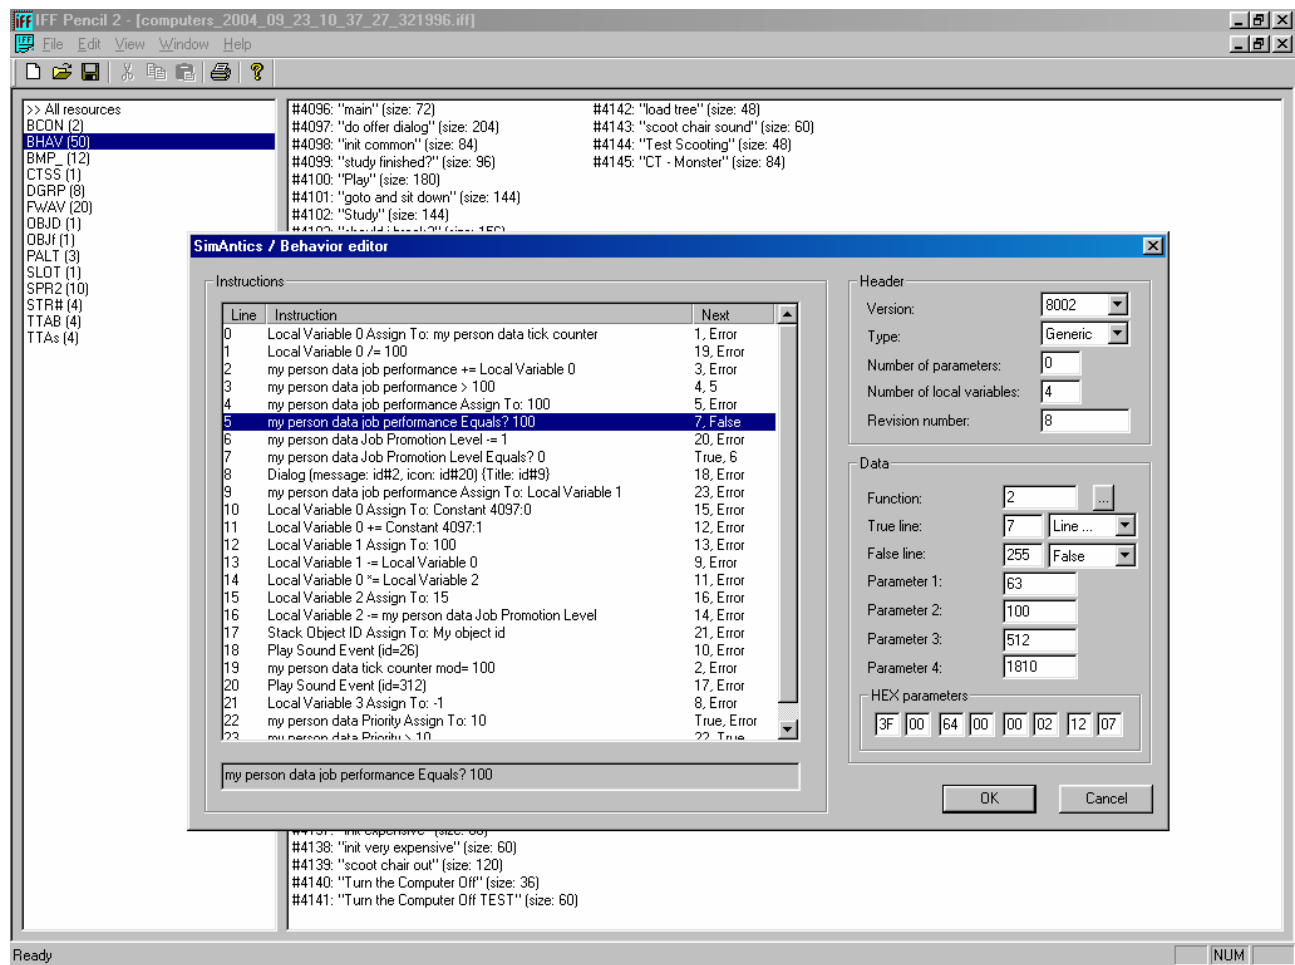 IFF Pencil 2 - [computers_2004_09_23_10_37_27_321996.iff]
File Edit View Window Help
>> All resources
BCON (2)
BHAV (50)
BMP_ (12)
CTSS (1)
DGRP (8)
FWAV (20)
OBJD (1)
OBJf (1)
PALT (3)
SLOT (1)
SPR2 (10)
STR# (4)
TTAB (4)
TTAs (4)
#4096: "main" (size: 72)
#4097: "do offer dialog" (size: 204)
#4098: "init common" (size: 84)
#4099: "study finished?" (size: 96)
#4100: "Play" (size: 180)
#4101: "goto and sit down" (size: 144)
#4102: "Study" (size: 144)
#4103: "should i break?" (size: 156)
#4142: "load tree" (size: 48)
#4143: "scoot chair sound" (size: 60)
#4144: "Test Scooting" (size: 48)
#4145: "CT - Monster" (size: 84)
SimAntics / Behavior editor
Instructions
Line Instruction Next
0 Local Variable 0 Assign To: my person data tick counter 1, Error
1 Local Variable 0 /= 100 19, Error
2 my person data job performance += Local Variable 0 3, Error
3 my person data job performance > 100 4, 5
4 my person data job performance Assign To: 100 5, Error
5 my person data job performance Equals? 100 7, False
6 my person data Job Promotion Level -= 1 20, Error
7 my person data Job Promotion Level Equals? 0 True, 6
8 Dialog (message: id#2, icon: id#20) {Title: id#9} 18, Error
9 my person data job performance Assign To: Local Variable 1 23, Error
10 Local Variable 0 Assign To: Constant 4097:0 15, Error
11 Local Variable 0 += Constant 4097:1 12, Error
12 Local Variable 1 Assign To: 100 13, Error
13 Local Variable 1 -= Local Variable 0 9, Error
14 Local Variable 0 *= Local Variable 2 11, Error
15 Local Variable 2 Assign To: 15 16, Error
16 Local Variable 2 -= my person data Job Promotion Level 14, Error
17 Stack Object ID Assign To: My object id 21, Error
18 Play Sound Event (id=26) 10, Error
19 my person data tick counter mod= 100 2, Error
20 Play Sound Event (id=312) 17, Error
21 Local Variable 3 Assign To: -1 8, Error
22 my person data Priority Assign To: 10 True, Error
23 my person data Priority > 10 22, True
my person data job performance Equals? 100
Header
Version: 8002
Type: Generic
Number of parameters: 0
Number of local variables: 4
Revision number: 8
Data
Function: 2 ...
True line: 7 Line ...
False line: 255 False
Parameter 1: 63
Parameter 2: 100
Parameter 3: 512
Parameter 4: 1810
HEX parameters
3F 00 64 00 00 02 12 07
OK Cancel
#4137: "init expensive" (size:
#4138: "init very expensive" (size: 60)
#4139: "scoot chair out" (size: 120)
#4140: "Turn the Computer Off" (size: 36)
#4141: "Turn the Computer Off TEST" (size: 60)
Ready NUM